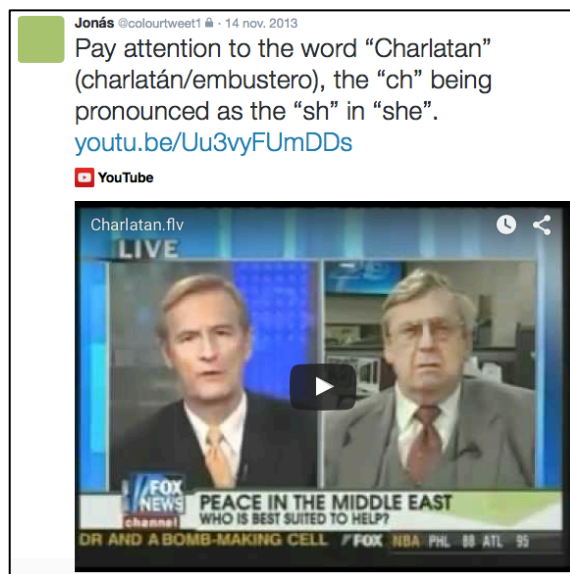 Jonás @colourtweet1 · 14 nov. 2013
Pay attention to the word “Charlatan”
(charlatán/embustero), the “ch” being
pronounced as the “sh” in “she”.
youtu.be/Uu3vyFUmDDs
YouTube
Charlatan.flv
LIVE
FOX
NEWS
channel
PEACE IN THE MIDDLE EAST
WHO IS BEST SUITED TO HELP?
DR AND A BOMB-MAKING CELL FOX NBA PHL 88 ATL 95